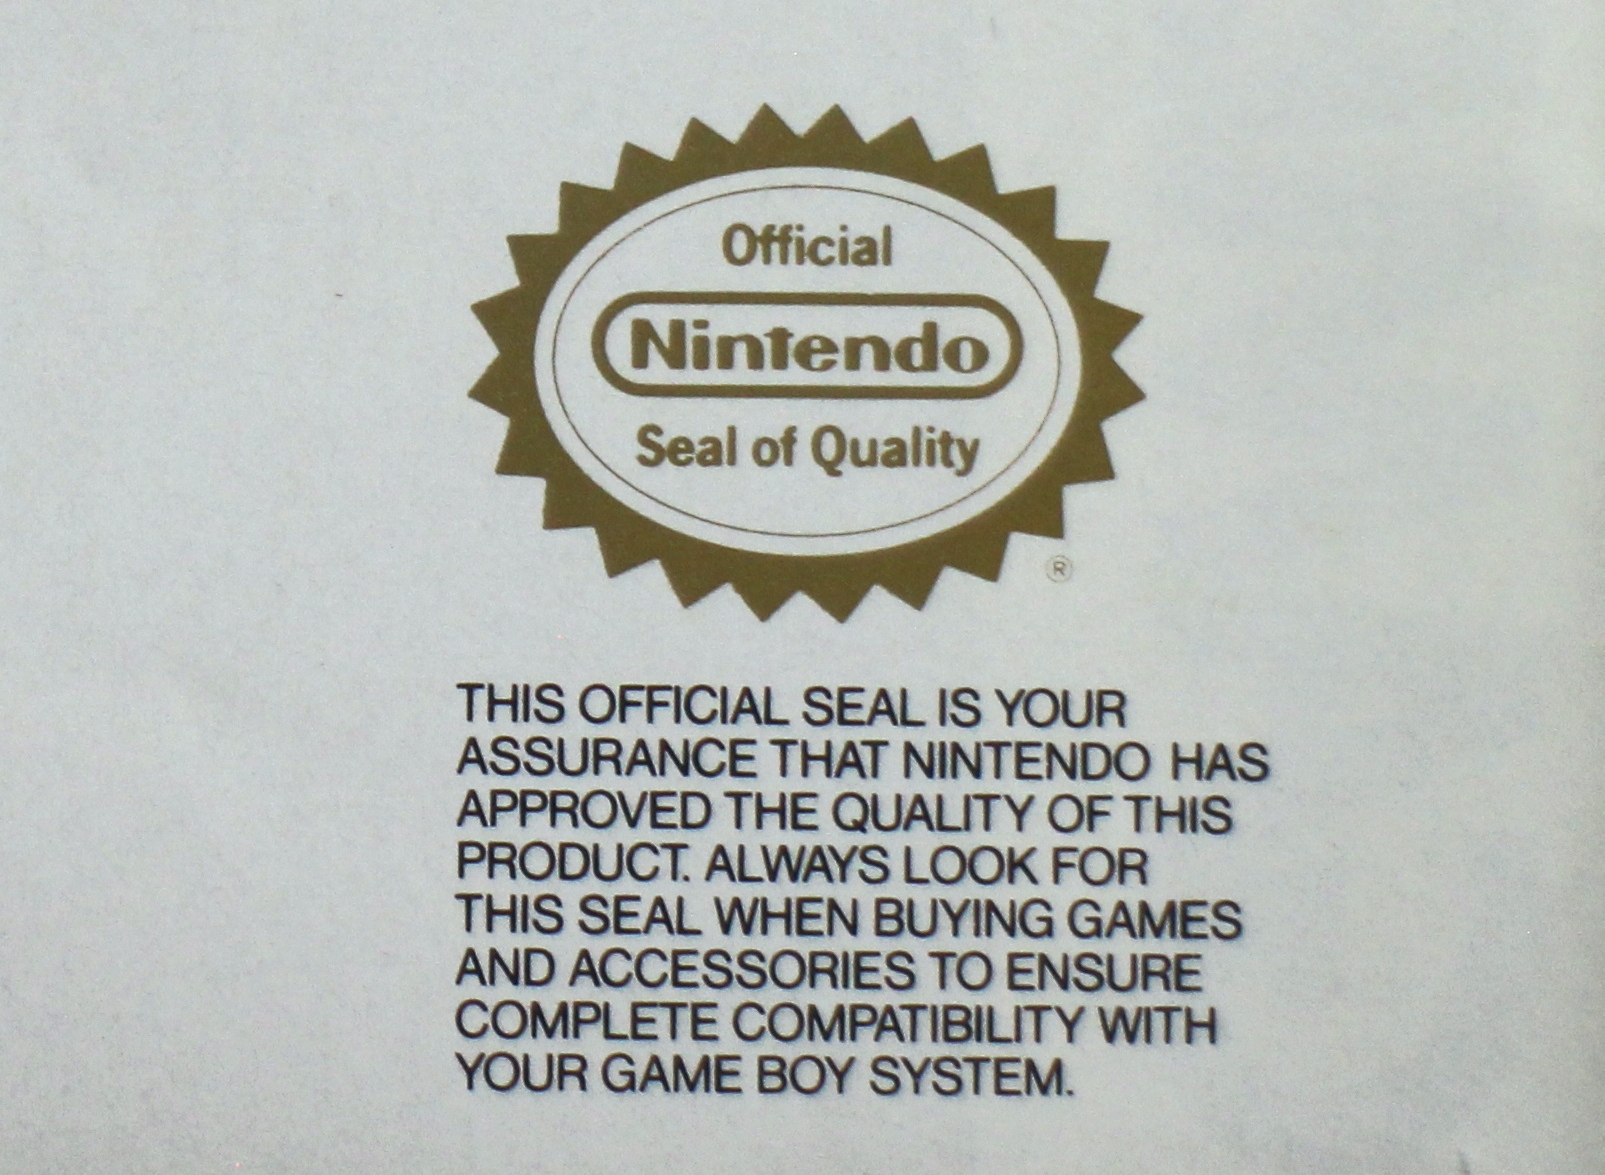 Official
Nintendo
Seal of Quality
®
THIS OFFICIAL SEAL IS YOUR
ASSURANCE THAT NINTENDO HAS
APPROVED THE QUALITY OF THIS
PRODUCT. ALWAYS LOOK FOR
THIS SEAL WHEN BUYING GAMES
AND ACCESSORIES TO ENSURE
COMPLETE COMPATIBILITY WITH
YOUR GAME BOY SYSTEM.